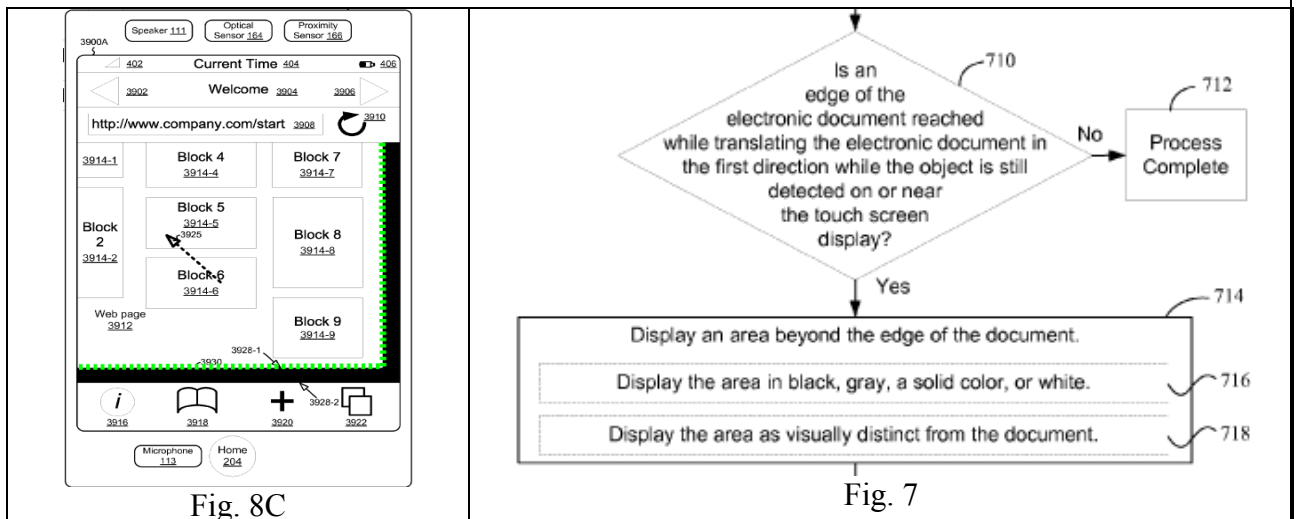 Speaker 111
Optical
Sensor 164
Proximity
Sensor 166
3900A
402
Current Time 404
406
3902
Welcome 3904
3906
http://www.company.com/start 3908
3910
3914-1
Block 4
3914-4
Block 7
3914-7
Block
2
3914-2
Block 5
3914-5
3925
Block 8
3914-8
Block 6
3914-6
Web page
3912
Block 9
3914-9
3928-1
3930
i
3916
3918
3920
3928-2
3922
Microphone
113
Home
204
Fig. 8C
Is an
edge of the
electronic document reached
while translating the electronic document in
the first direction while the object is still
detected on or near
the touch screen
display?
710
No
712
Process
Complete
Yes
714
Display an area beyond the edge of the document.
Display the area in black, gray, a solid color, or white.
716
Display the area as visually distinct from the document.
718
Fig. 7